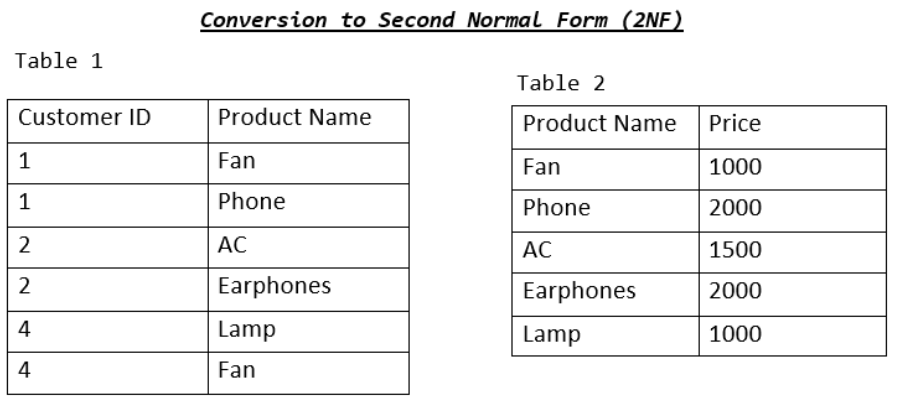 Conversion to Second Normal Form (2NF)
Table 1
Customer ID Product Name
1 Fan
1 Phone
2 AC
2 Earphones
4 Lamp
4 Fan
Table 2
Product Name Price
Fan 1000
Phone 2000
AC 1500
Earphones 2000
Lamp 1000